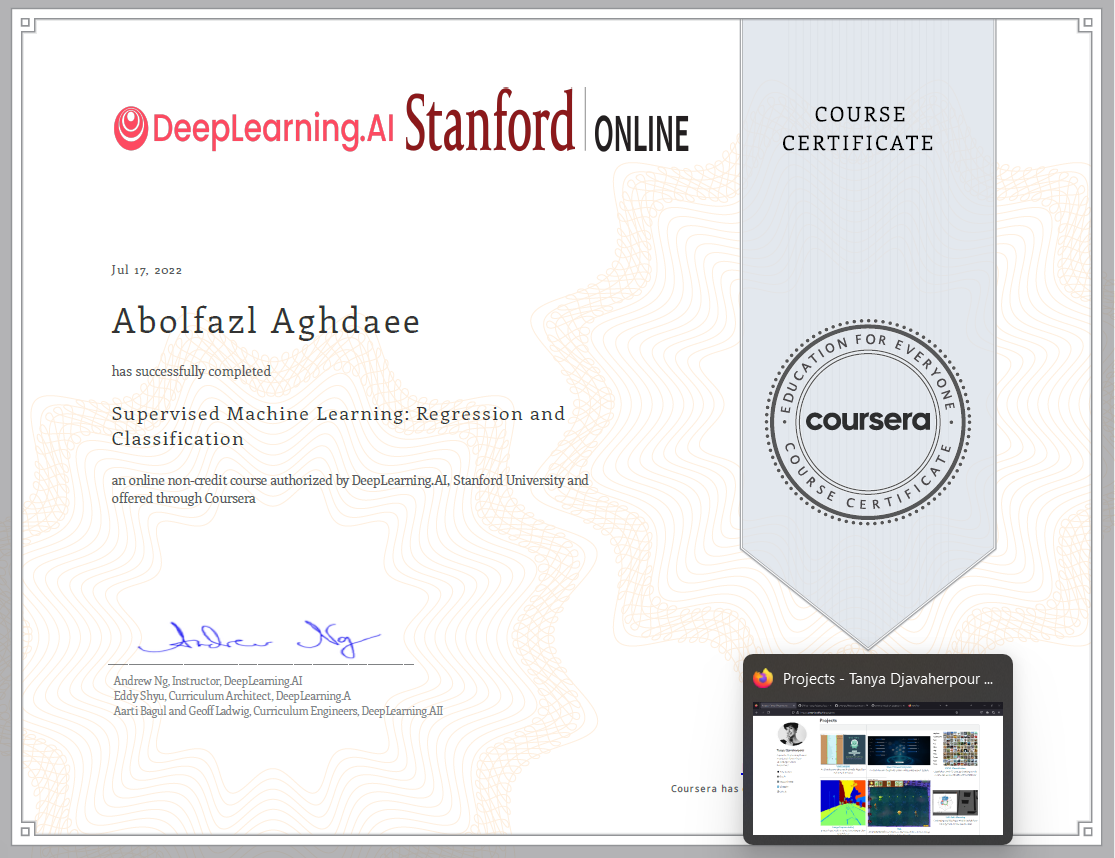 DeepLearning.AI Stanford ONLINE
COURSE
CERTIFICATE
Jul 17, 2022
Abolfazl Aghdaee
has successfully completed
Supervised Machine Learning: Regression and
Classification
an online non-credit course authorized by DeepLearning.AI, Stanford University and
offered through Coursera
EDUCATION FOR EVERYONE
coursera
COURSE CERTIFICATE
Andrew Ng
Andrew Ng, Instructor, DeepLearning.AI
Eddy Shyu, Curriculum Architect, DeepLearning.A
Aarti Bagul and Geoff Ladwig, Curriculum Engineers, DeepLearning.AII
Projects - Tanya Djavaherpour ...
Projects
Coursera has